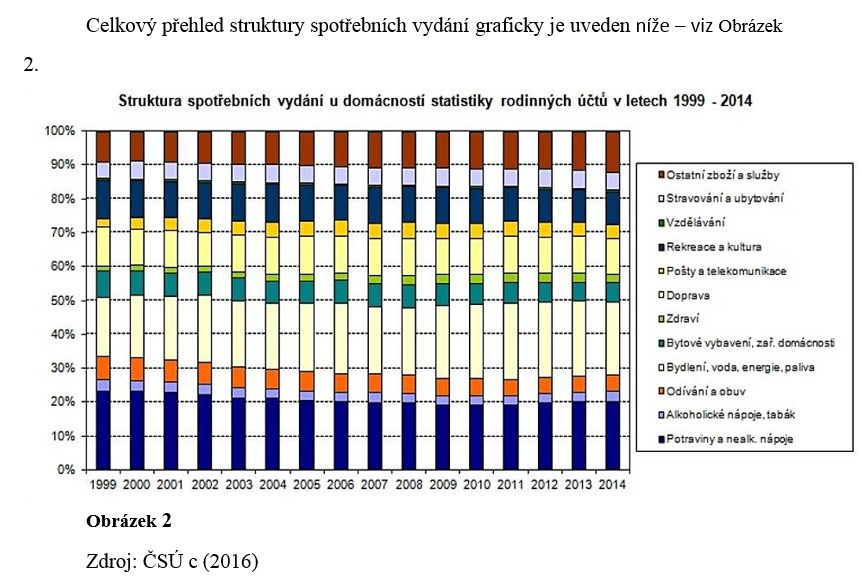 Celkový přehled struktury spotřebních vydání graficky je uveden níže – viz Obrázek
2.
Struktura spotřebních vydání u domácností statistiky rodinných účtů v letech 1999 - 2014
100%
90%
80%
70%
60%
50%
40%
30%
20%
10%
0%
1999 2000 2001 2002 2003 2004 2005 2006 2007 2008 2009 2010 2011 2012 2013 2014
Ostatní zboží a služby
Stravování a ubytování
Vzdělávání
Rekreace a kultura
Pošty a telekomunikace
Doprava
Zdraví
Bytové vybavení, zař. domácnosti
Bydlení, voda, energie, paliva
Odívání a obuv
Alkoholické nápoje, tabák
Potraviny a nealk. nápoje
Obrázek 2
Zdroj: ČSÚ c (2016)